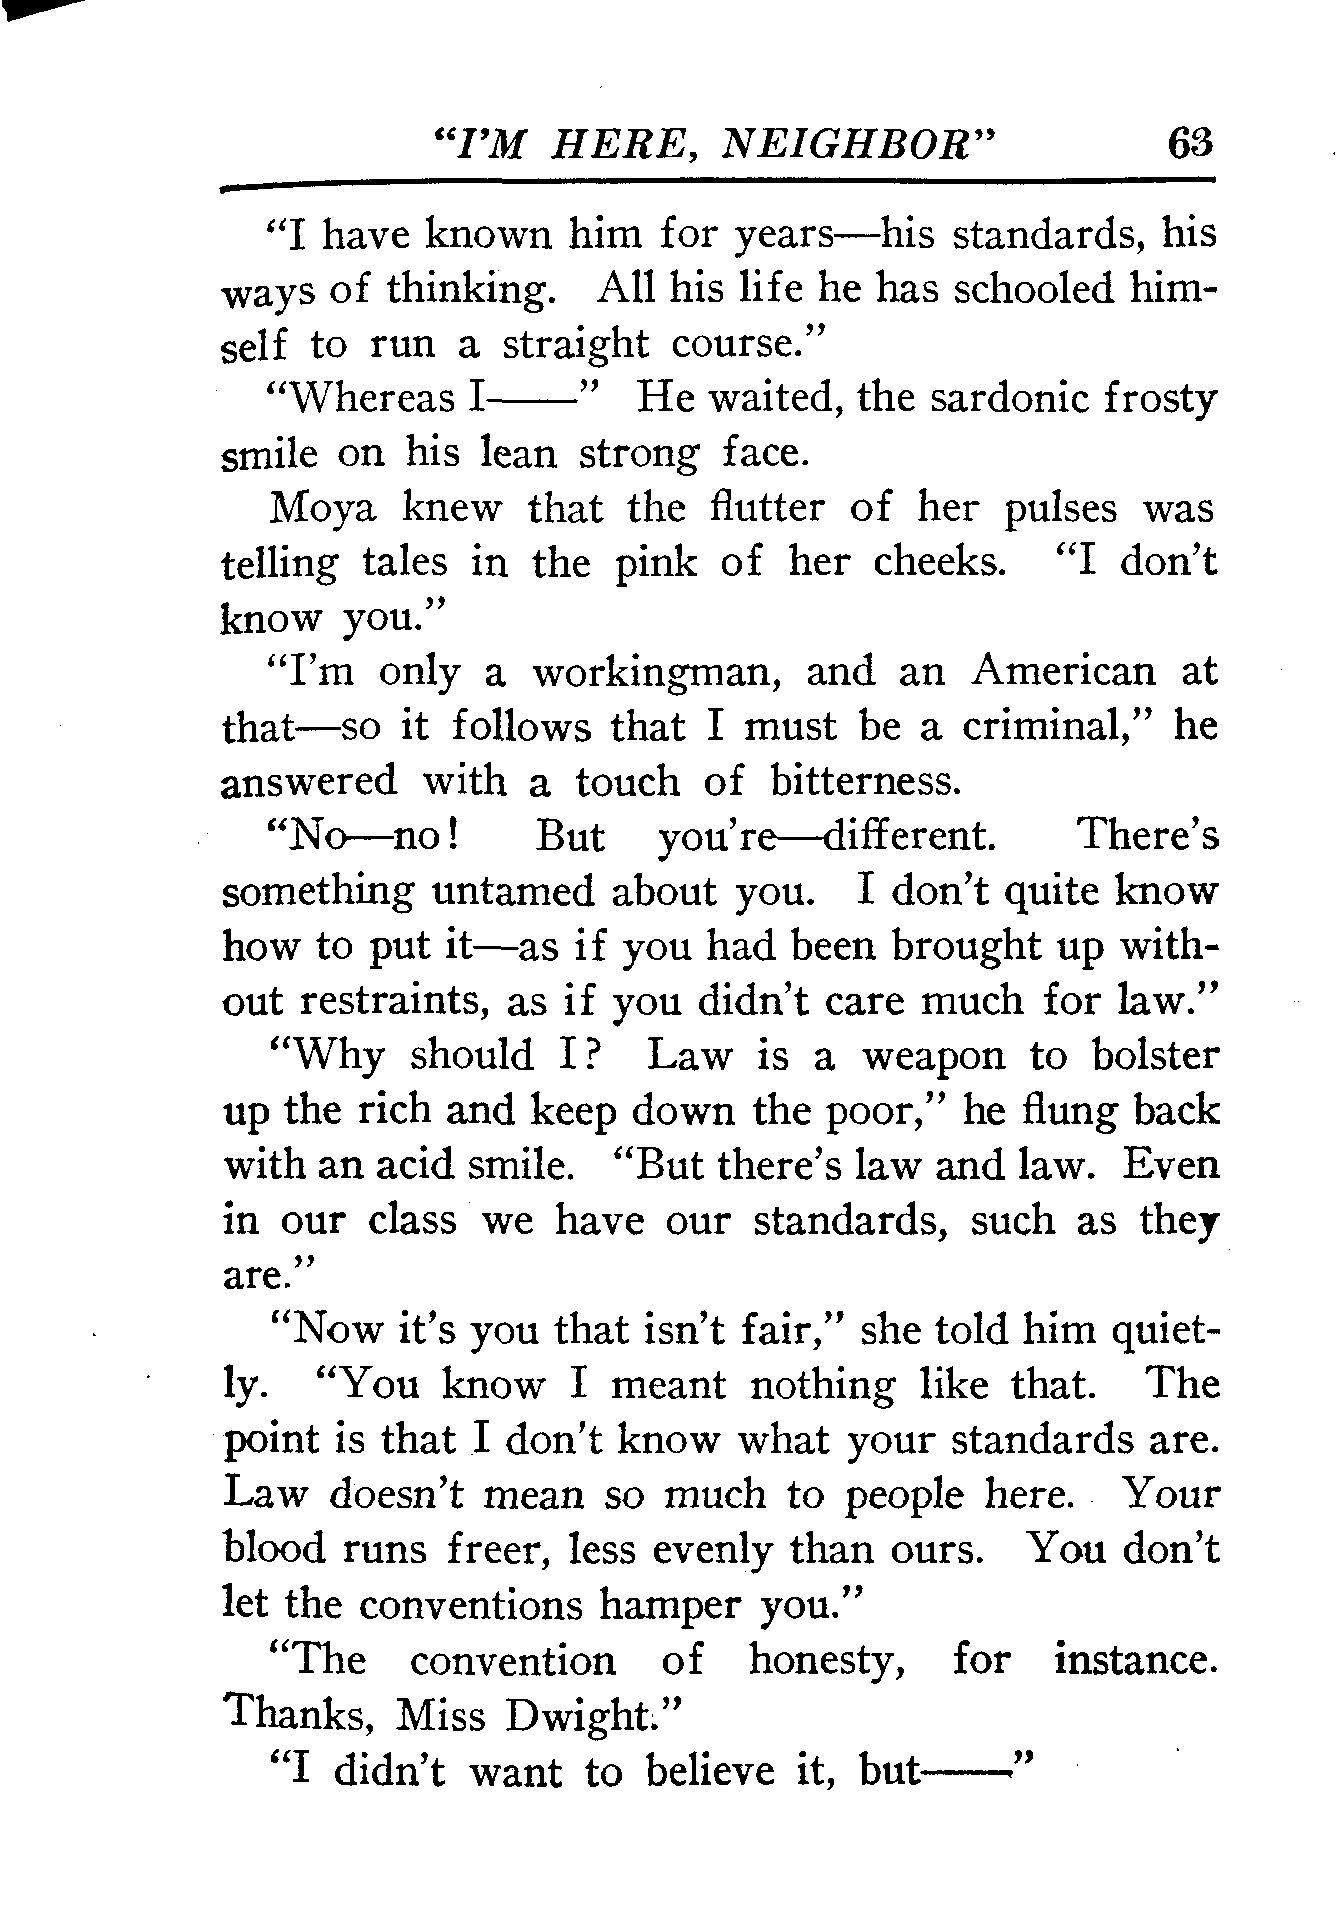 “I’M HERE, NEIGHBOR” 63
“I have known him for years—his standards, his
ways of thinking. All his life he has schooled him-
self to run a straight course.”
“Whereas I——” He waited, the sardonic frosty
smile on his lean strong face.
Moya knew that the flutter of her pulses was
telling tales in the pink of her cheeks. “I don’t
know you.”
“I’m only a workingman, and an American at
that—so it follows that I must be a criminal,” he
answered with a touch of bitterness.
“No—no! But you’re—different. There’s
something untamed about you. I don’t quite know
how to put it—as if you had been brought up with-
out restraints, as if you didn’t care much for law.”
“Why should I? Law is a weapon to bolster
up the rich and keep down the poor,” he flung back
with an acid smile. “But there’s law and law. Even
in our class we have our standards, such as they
are.”
“Now it’s you that isn’t fair,” she told him quiet-
ly. “You know I meant nothing like that. The
point is that I don’t know what your standards are.
Law doesn’t mean so much to people here. Your
blood runs freer, less evenly than ours. You don’t
let the conventions hamper you.”
“The convention of honesty, for instance.
Thanks, Miss Dwight.”
“I didn’t want to believe it, but——”